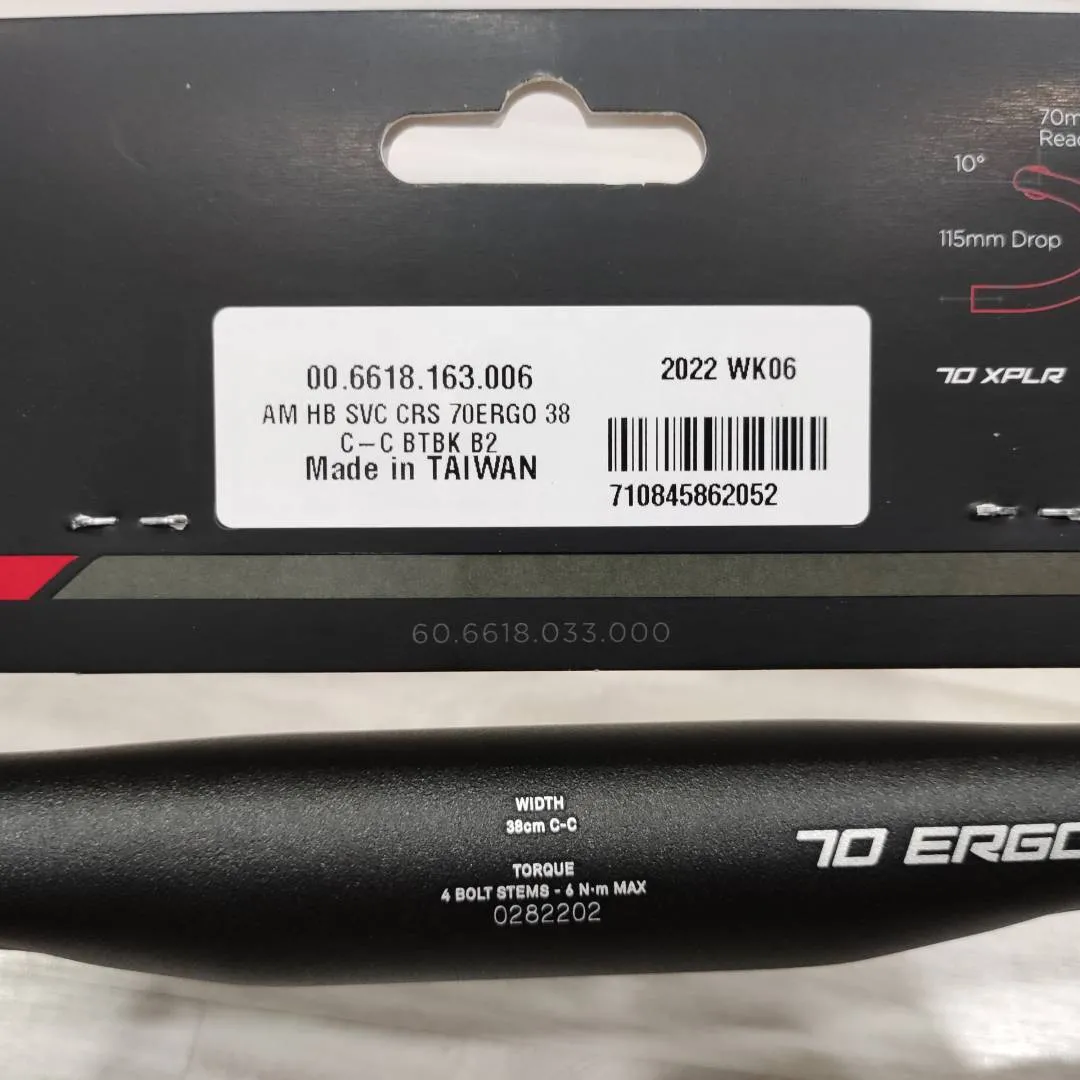 70m
Reac
10°
115mm Drop
70 XPLR
00.6618.163.006
2022 WK06
AM HB SVC CRS 70ERGO 38
C-C BTBK B2
Made in TAIWAN
710845862052
60.6618.033.000
WIDTH
38cm C-C
TORQUE
4 BOLT STEMS - 6 N·m MAX
0282202
70 ERGO